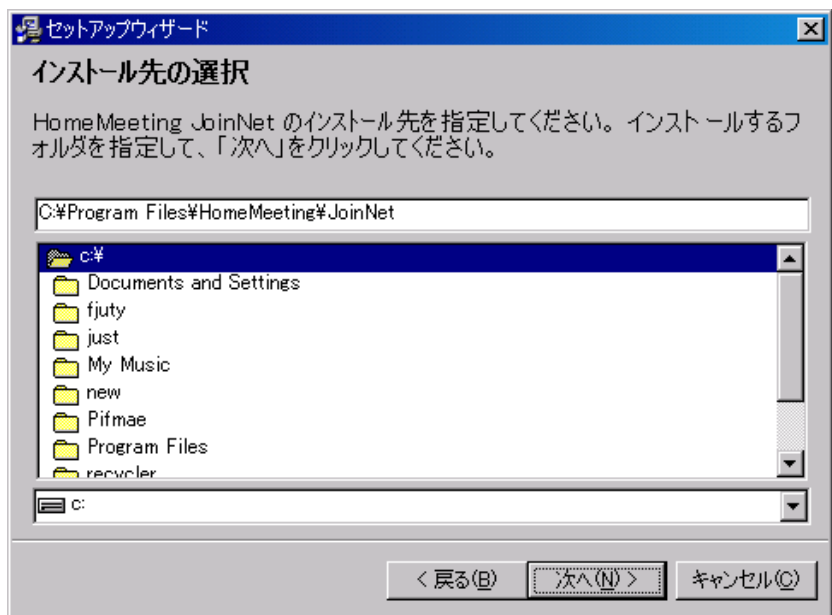 セットアップウィザード
インストール先の選択
HomeMeeting JoinNet のインストール先を指定してください。インストールするフ
ォルダを指定して、「次へ」をクリックしてください。
C:¥Program Files¥HomeMeeting¥JoinNet
c:¥
Documents and Settings
fjuty
just
My Music
new
Pifmae
Program Files
recycler
c:
< 戻る(B)
次へ(N) >
キャンセル(C)